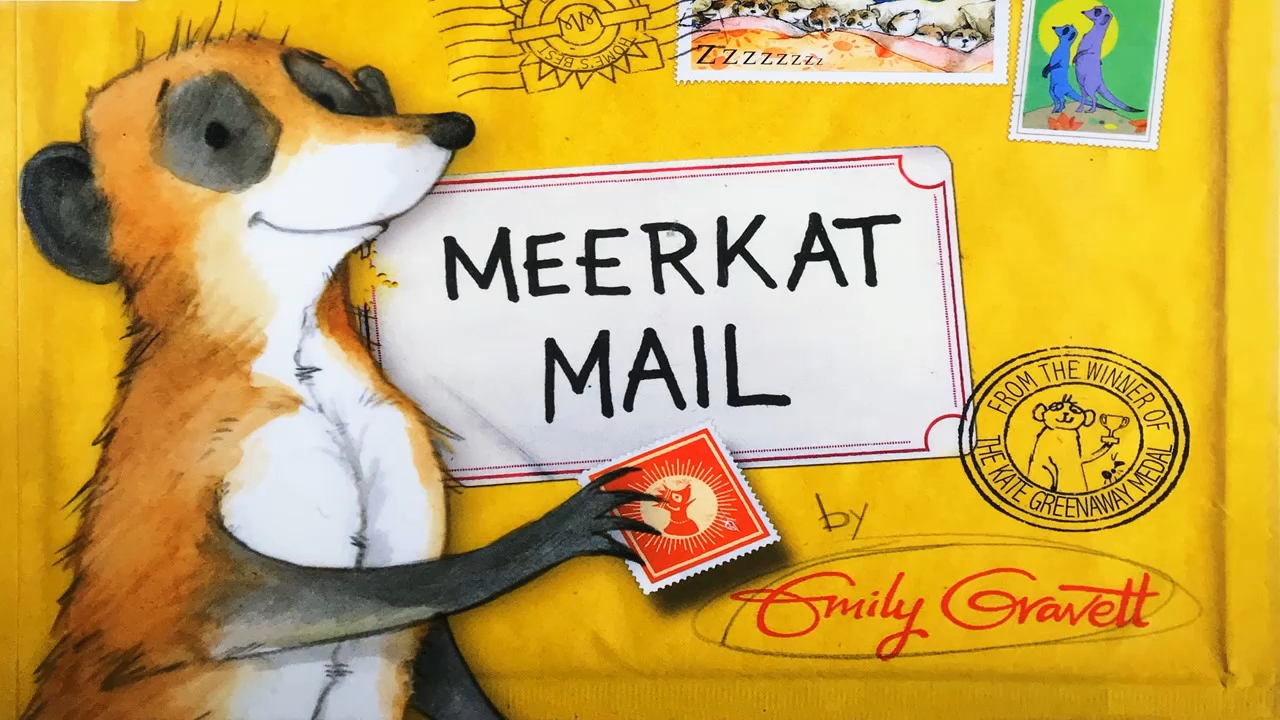 HOME'S BEST
Zzzzzzzz
MEERKAT
MAIL
FROM THE WINNER OF
THE KATE GREENAWAY MEDAL
by
Emily Gravett